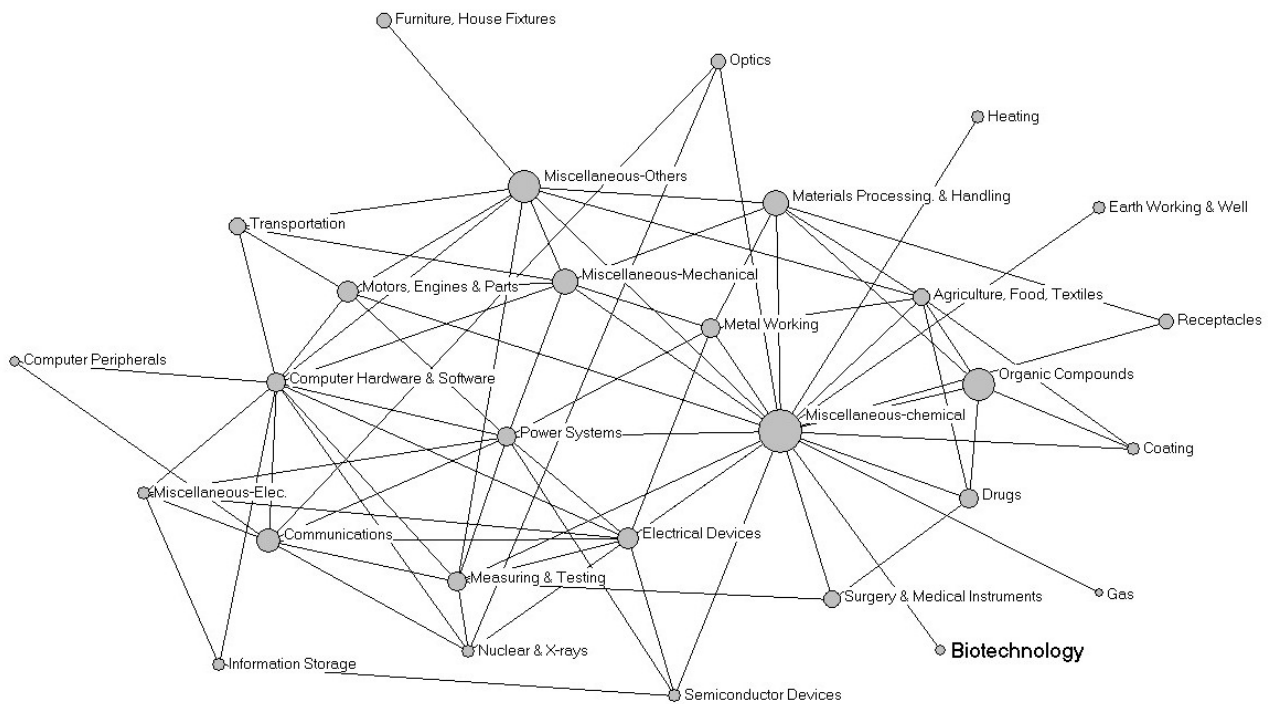 Furniture, House Fixtures
Optics
Heating
Miscellaneous-Others
Materials Processing. & Handling
Earth Working & Well
Transportation
Miscellaneous-Mechanical
Motors, Engines & Parts
Agriculture, Food, Textiles
Metal Working
Receptacles
Computer Peripherals
Computer Hardware & Software
Organic Compounds
Miscellaneous-chemical
Power Systems
Coating
Miscellaneous-Elec.
Drugs
Communications
Electrical Devices
Measuring & Testing
Surgery & Medical Instruments
Gas
Nuclear & X-rays
Biotechnology
Information Storage
Semiconductor Devices